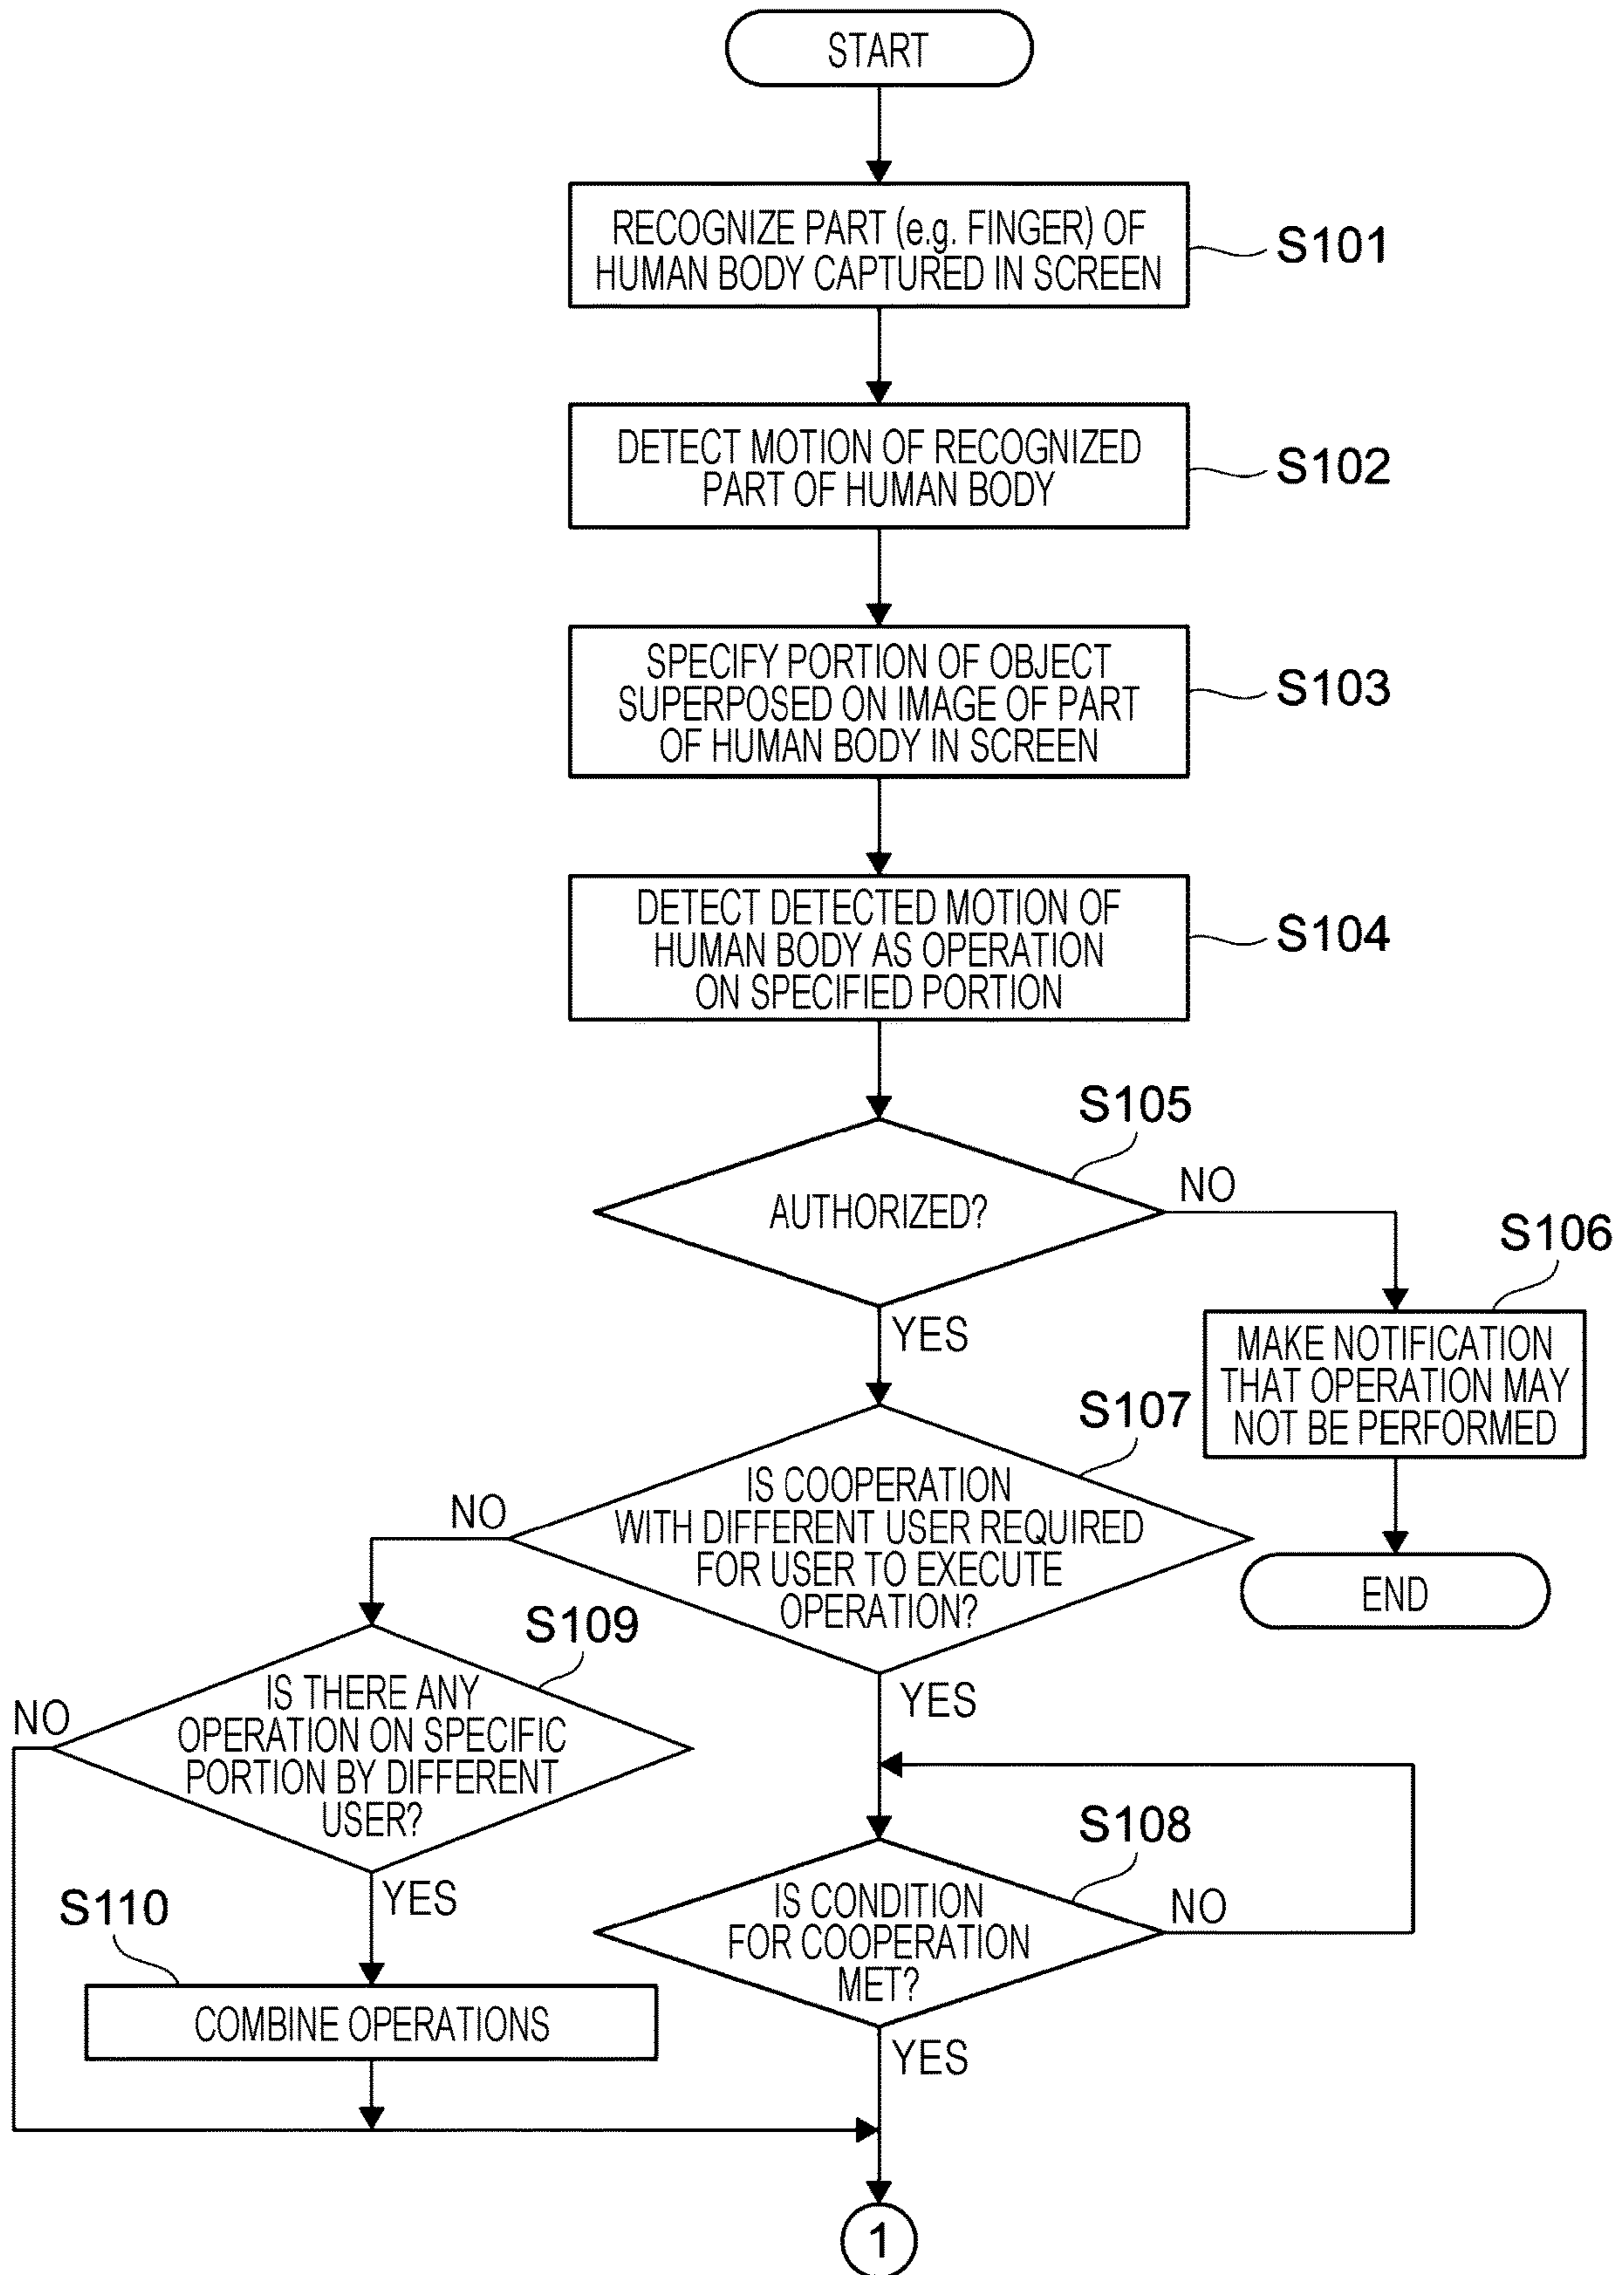 START
RECOGNIZE PART (e.g. FINGER) OF
HUMAN BODY CAPTURED IN SCREEN
S101
DETECT MOTION OF RECOGNIZED
PART OF HUMAN BODY
S102
SPECIFY PORTION OF OBJECT
SUPERPOSED ON IMAGE OF PART
OF HUMAN BODY IN SCREEN
S103
DETECT DETECTED MOTION OF
HUMAN BODY AS OPERATION
ON SPECIFIED PORTION
S104
S105
AUTHORIZED?
NO
YES
S106
MAKE NOTIFICATION
THAT OPERATION MAY
NOT BE PERFORMED
END
S107
IS COOPERATION
WITH DIFFERENT USER REQUIRED
FOR USER TO EXECUTE
OPERATION?
NO
YES
S109
IS THERE ANY
OPERATION ON SPECIFIC
PORTION BY DIFFERENT
USER?
NO
YES
S110
COMBINE OPERATIONS
S108
IS CONDITION
FOR COOPERATION
MET?
NO
YES
1